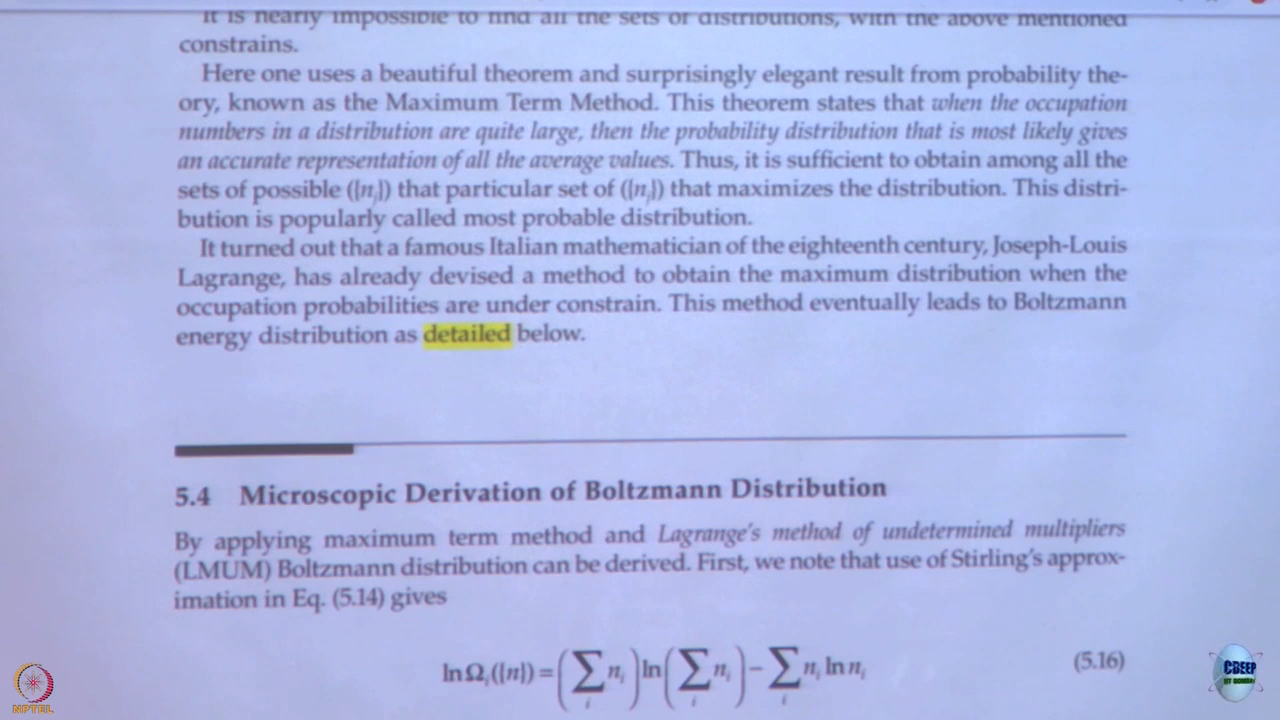 It is nearly impossible to find all the sets of distributions, with the above mentioned
constrains.
Here one uses a beautiful theorem and surprisingly elegant result from probability the-
ory, known as the Maximum Term Method. This theorem states that when the occupation
numbers in a distribution are quite large, then the probability distribution that is most likely gives
an accurate representation of all the average values. Thus, it is sufficient to obtain among all the
sets of possible ({n_j}) that particular set of ({n_j}) that maximizes the distribution. This distri-
bution is popularly called most probable distribution.
It turned out that a famous Italian mathematician of the eighteenth century, Joseph-Louis
Lagrange, has already devised a method to obtain the maximum distribution when the
occupation probabilities are under constrain. This method eventually leads to Boltzmann
energy distribution as detailed below.
5.4 Microscopic Derivation of Boltzmann Distribution
By applying maximum term method and Lagrange's method of undetermined multipliers
(LMUM) Boltzmann distribution can be derived. First, we note that use of Stirling's approx-
imation in Eq. (5.14) gives
ln Ω_i({n}) = (∑_i n_i) ln (∑_i n_i) − ∑_i n_i ln n_i (5.16)
NPTEL
CDEEP
IIT BOMBAY